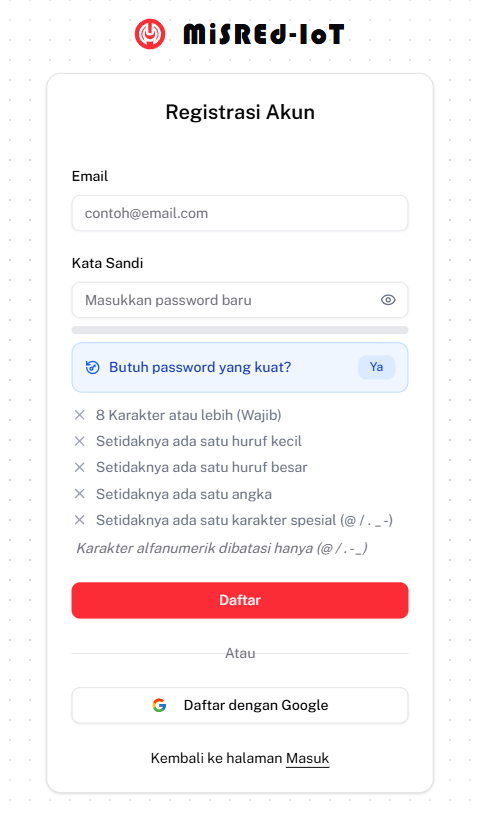 MiSREd-IoT
Registrasi Akun
Email
contoh@email.com
Kata Sandi
Masukkan password baru
Butuh password yang kuat?
Ya
8 Karakter atau lebih (Wajib)
Setidaknya ada satu huruf kecil
Setidaknya ada satu huruf besar
Setidaknya ada satu angka
Setidaknya ada satu karakter spesial (@ / . _ -)
Karakter alfanumerik dibatasi hanya (@ / . - _)
Daftar
Atau
Daftar dengan Google
Kembali ke halaman Masuk